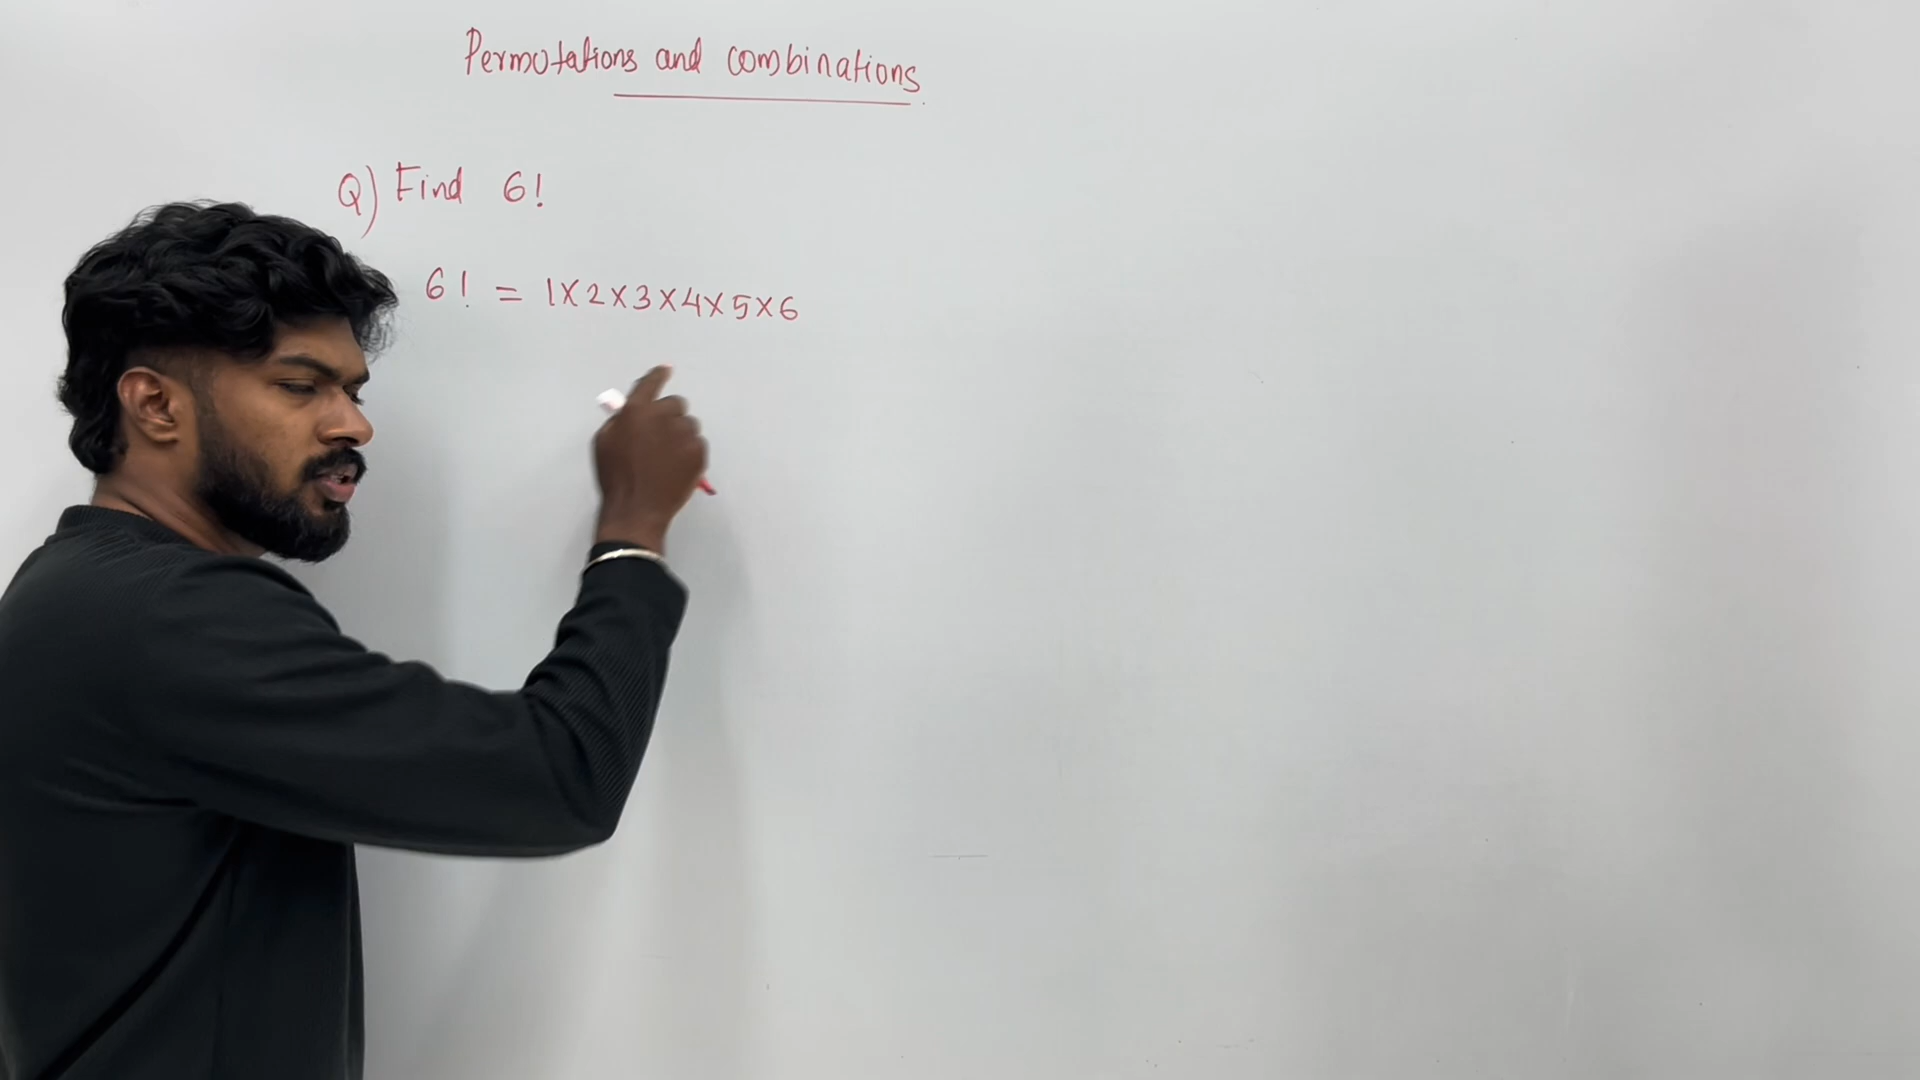 Permutations and combinations
Q) Find 6!
6! = 1×2×3×4×5×6